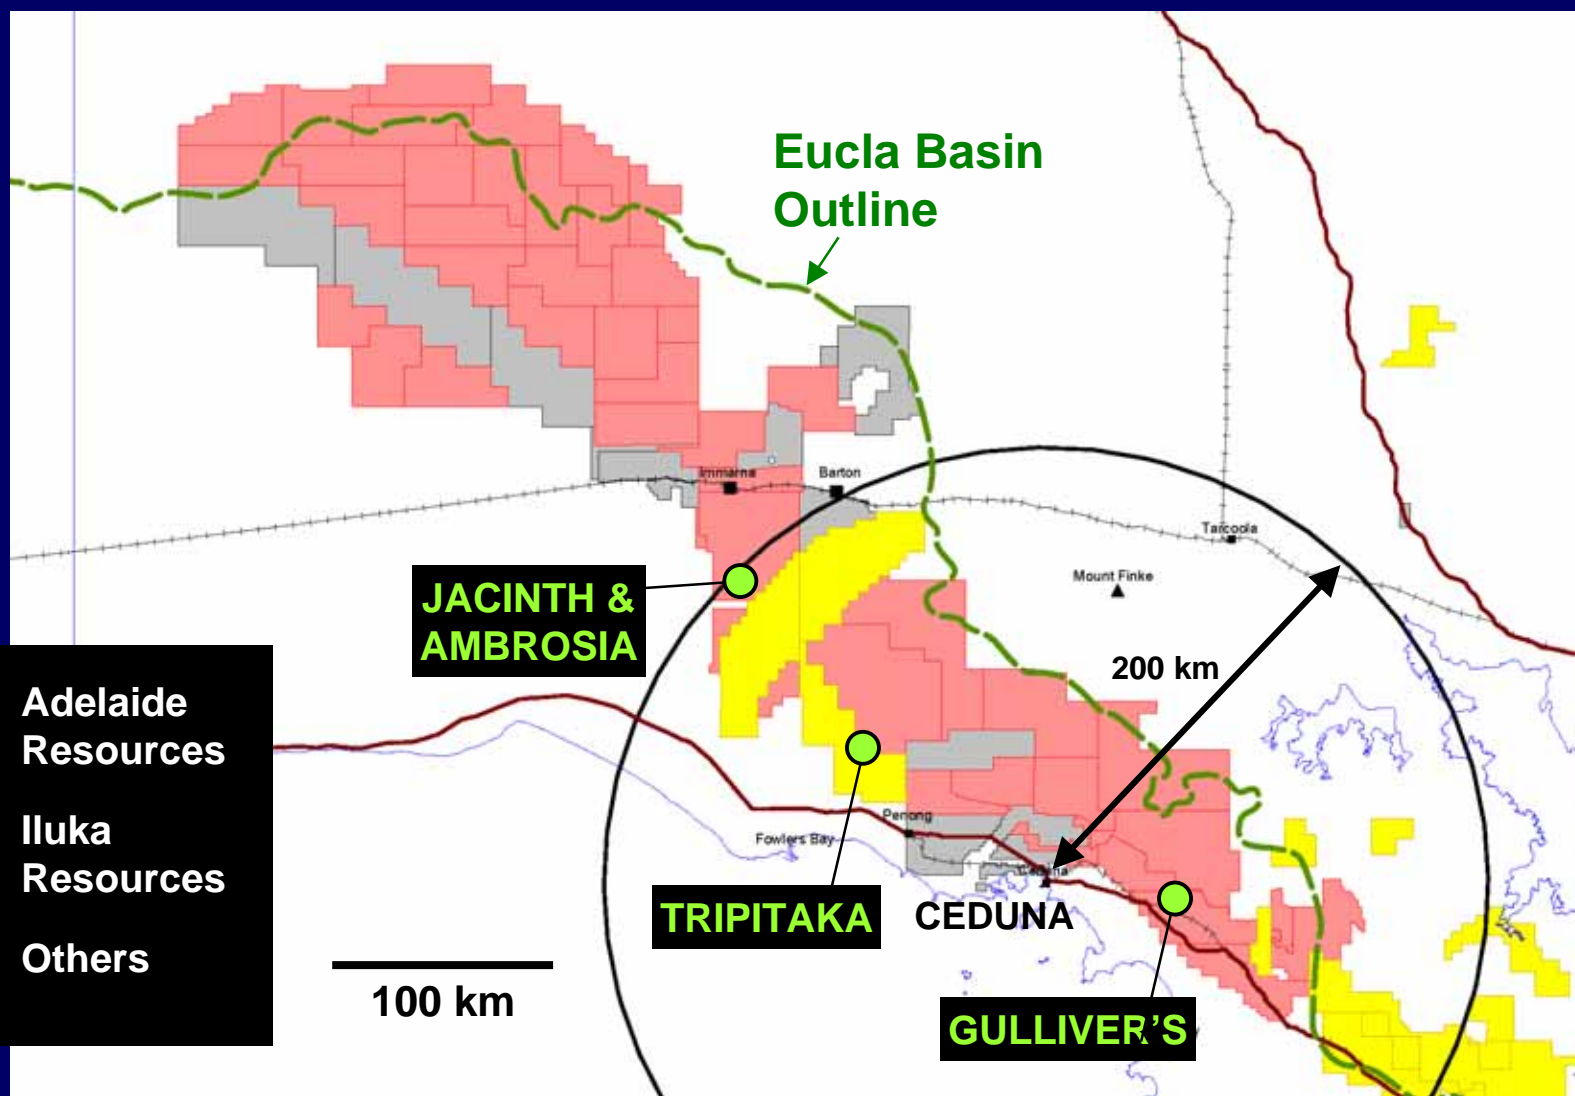 Eucla Basin
Outline
Immarna
Barton
Tarcoola
Mount Finke
JACINTH &
AMBROSIA
200 km
Adelaide
Resources
Iluka
Resources
Others
Penong
Fowlers Bay
Ceduna
TRIPITAKA
CEDUNA
100 km
GULLIVER'S